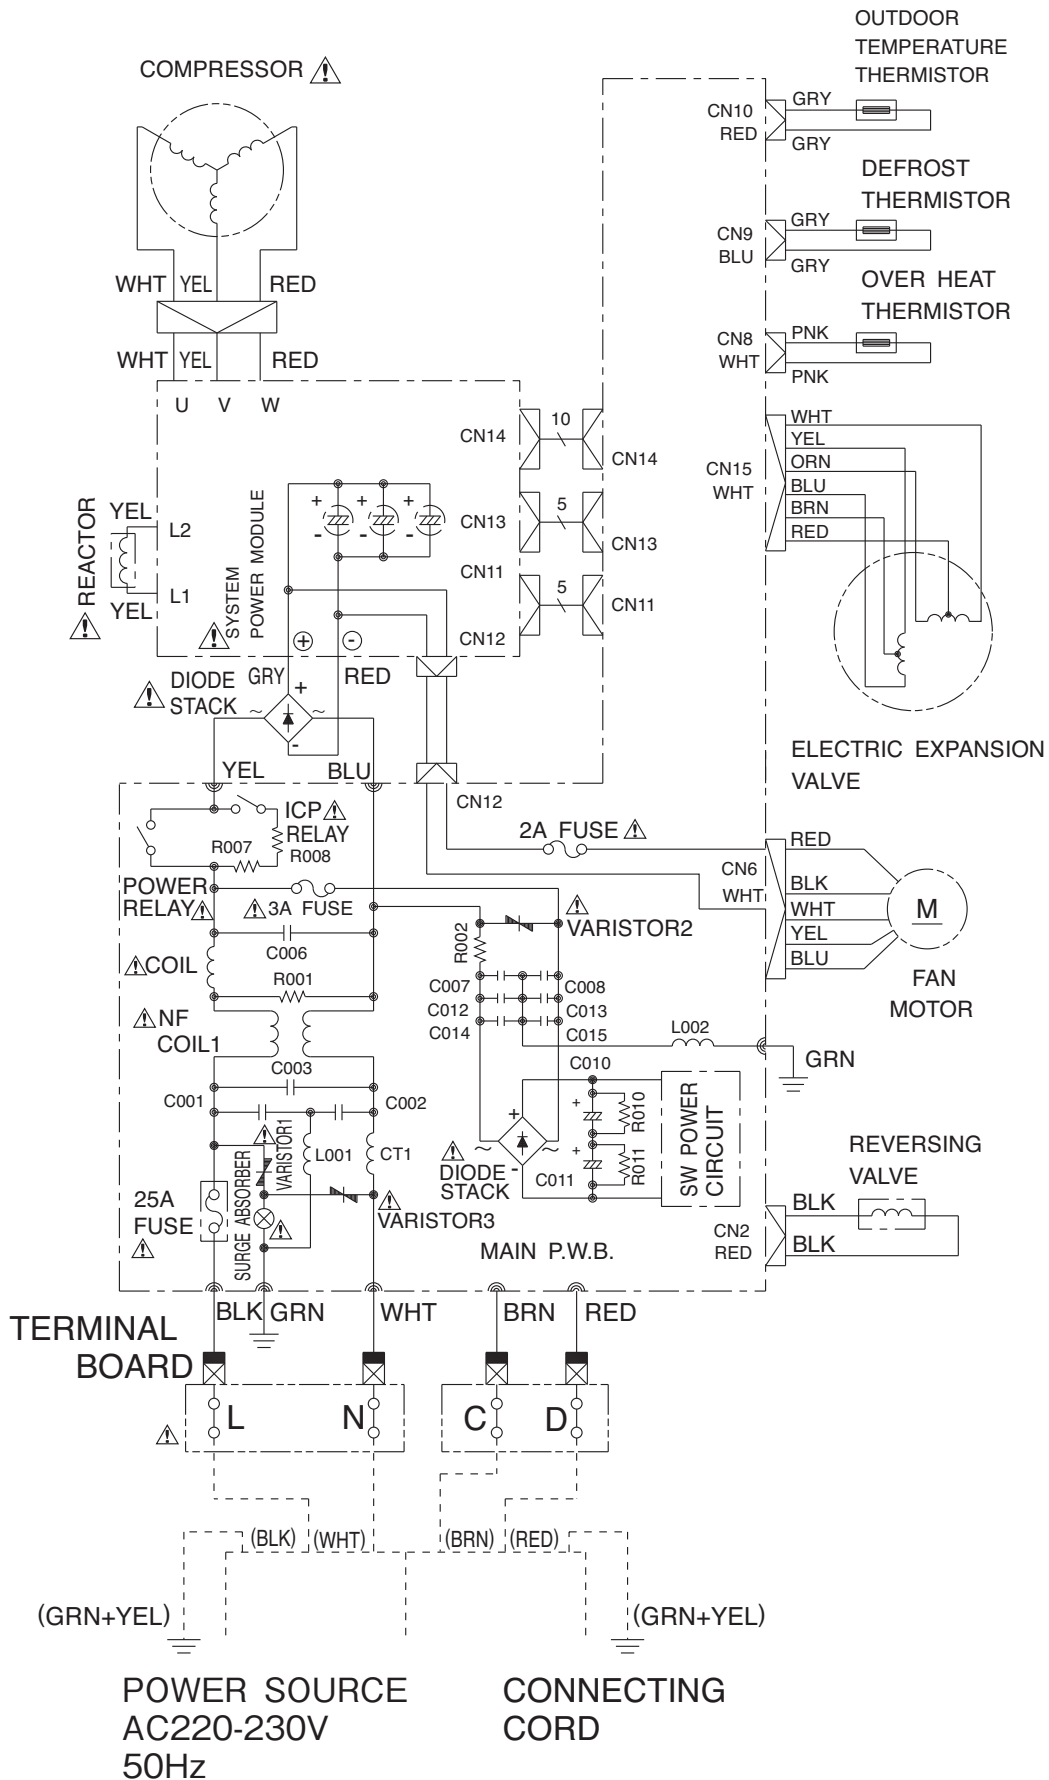 OUTDOOR
TEMPERATURE
THERMISTOR
COMPRESSOR
CN10
RED
GRY
GRY
DEFROST
THERMISTOR
CN9
BLU
GRY
GRY
OVER HEAT
THERMISTOR
WHT YEL RED
CN8
WHT
PNK
PNK
WHT YEL RED
U V W
CN14
10
CN14
CN15
WHT
WHT
YEL
ORN
BLU
BRN
RED
REACTOR
YEL
L2
L1
YEL
SYSTEM
POWER MODULE
+ + +
- - -
CN13
5
CN13
CN11
5
CN11
CN12
+ -
DIODE
STACK
GRY
RED
+
~ ~
-
ELECTRIC EXPANSION
VALVE
YEL
BLU
CN12
ICP
RELAY
R007
R008
2A FUSE
CN6
WHT
RED
BLK
WHT
YEL
BLU
M
FAN
MOTOR
POWER
RELAY
3A FUSE
VARISTOR2
R002
C006
COIL
R001
C007
C008
C012
C013
C014
C015
NF
COIL1
L002
GRN
C003
C010
C001
C002
VARISTOR1
L001
CT1
+
+
R010
R011
C011
SW POWER
CIRCUIT
+
~ ~
-
DIODE
STACK
REVERSING
VALVE
25A
FUSE
SURGE ABSORBER
VARISTOR3
MAIN P.W.B.
CN2
RED
BLK
BLK
BLK GRN WHT BRN RED
TERMINAL
BOARD
L N C D
(BLK) (WHT) (BRN) (RED)
(GRN+YEL) (GRN+YEL)
POWER SOURCE
AC220-230V
50Hz
CONNECTING
CORD